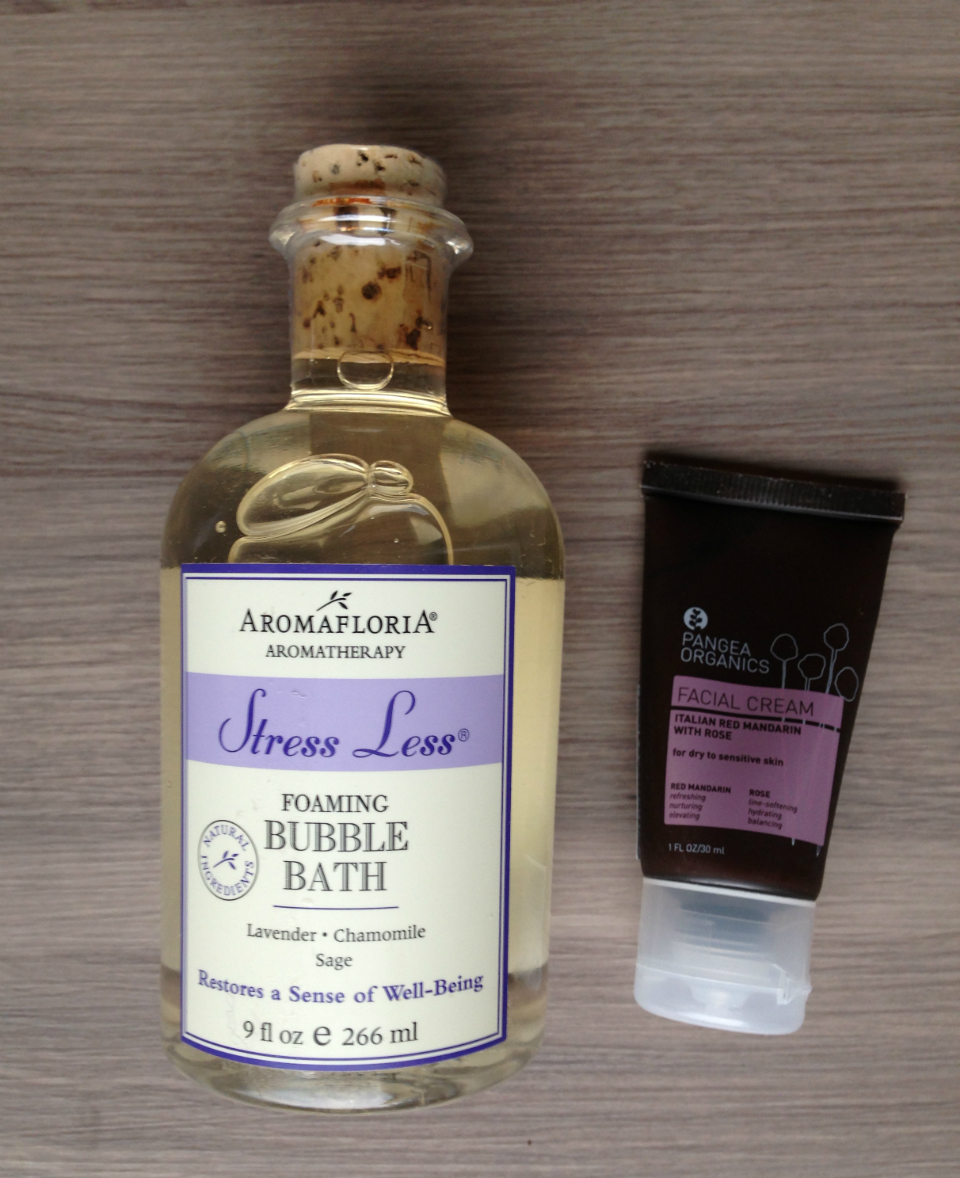 AROMAFLORIA®
AROMATHERAPY
Stress Less®
FOAMING
BUBBLE
BATH
NATURAL
INGREDIENTS
Lavender • Chamomile
Sage
Restores a Sense of Well-Being
9 fl oz e 266 ml
PANGEA
ORGANICS
FACIAL CREAM
ITALIAN RED MANDARIN
WITH ROSE
for dry to sensitive skin
RED MANDARIN
refreshing
nurturing
elevating
ROSE
line-softening
hydrating
balancing
1 FL OZ/30 ml